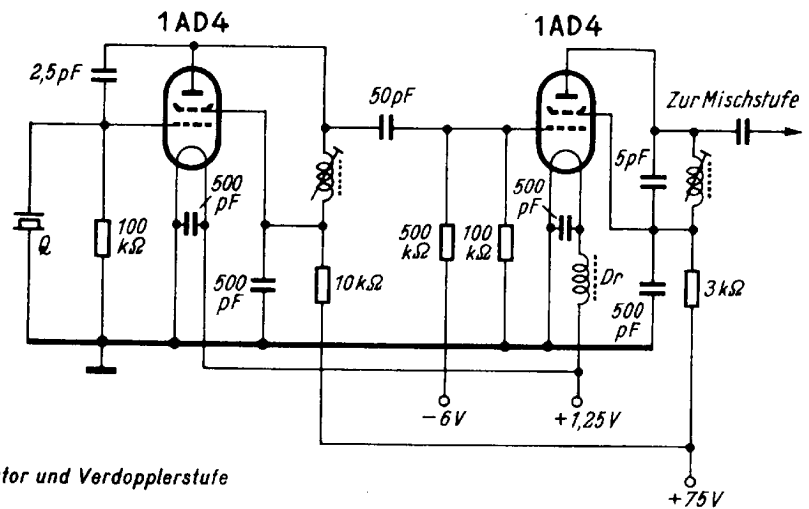 1AD4
1AD4
2,5pF
50pF
Zur Mischstufe
5pF
500
pF
500
pF
Q
100
kΩ
500
kΩ
100
kΩ
Dr
500
pF
10kΩ
500
pF
3kΩ
-6V
+1,25V
und Verdopplerstufe
+75V